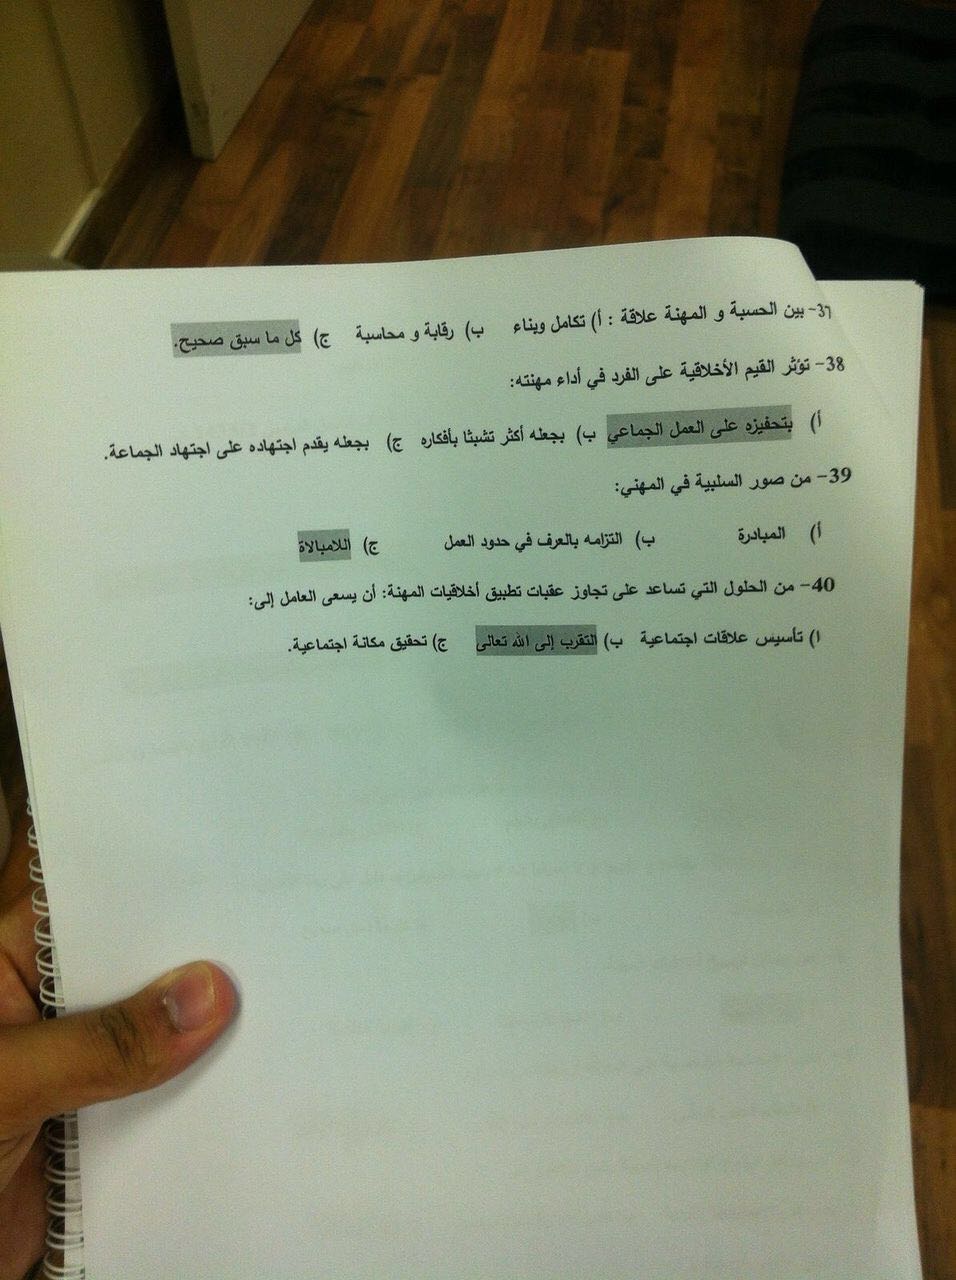 37- بين الحسبة و المهنة علاقة : أ) تكامل وبناء ب) رقابة و محاسبة ج) كل ما سبق صحيح.
38- تؤثر القيم الأخلاقية على الفرد في أداء مهنته:
أ) بتحفيزه على العمل الجماعي ب) بجعله أكثر تشبثا بأفكاره ج) بجعله يقدم اجتهاده على اجتهاد الجماعة.
39- من صور السلبية في المهني:
أ) المبادرة ب) التزامه بالعرف في حدود العمل ج) اللامبالاة
40- من الحلول التي تساعد على تجاوز عقبات تطبيق أخلاقيات المهنة: أن يسعى العامل إلى:
ا) تأسيس علاقات اجتماعية ب) التقرب إلى الله تعالى ج) تحقيق مكانة اجتماعية.